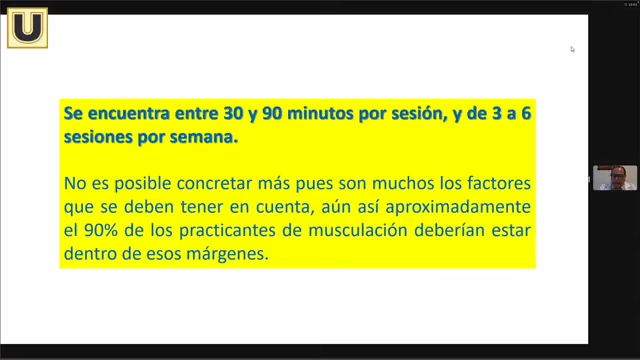 U
Se encuentra entre 30 y 90 minutos por sesión, y de 3 a 6
sesiones por semana.
No es posible concretar más pues son muchos los factores
que se deben tener en cuenta, aún así aproximadamente
el 90% de los practicantes de musculación deberían estar
dentro de esos márgenes.